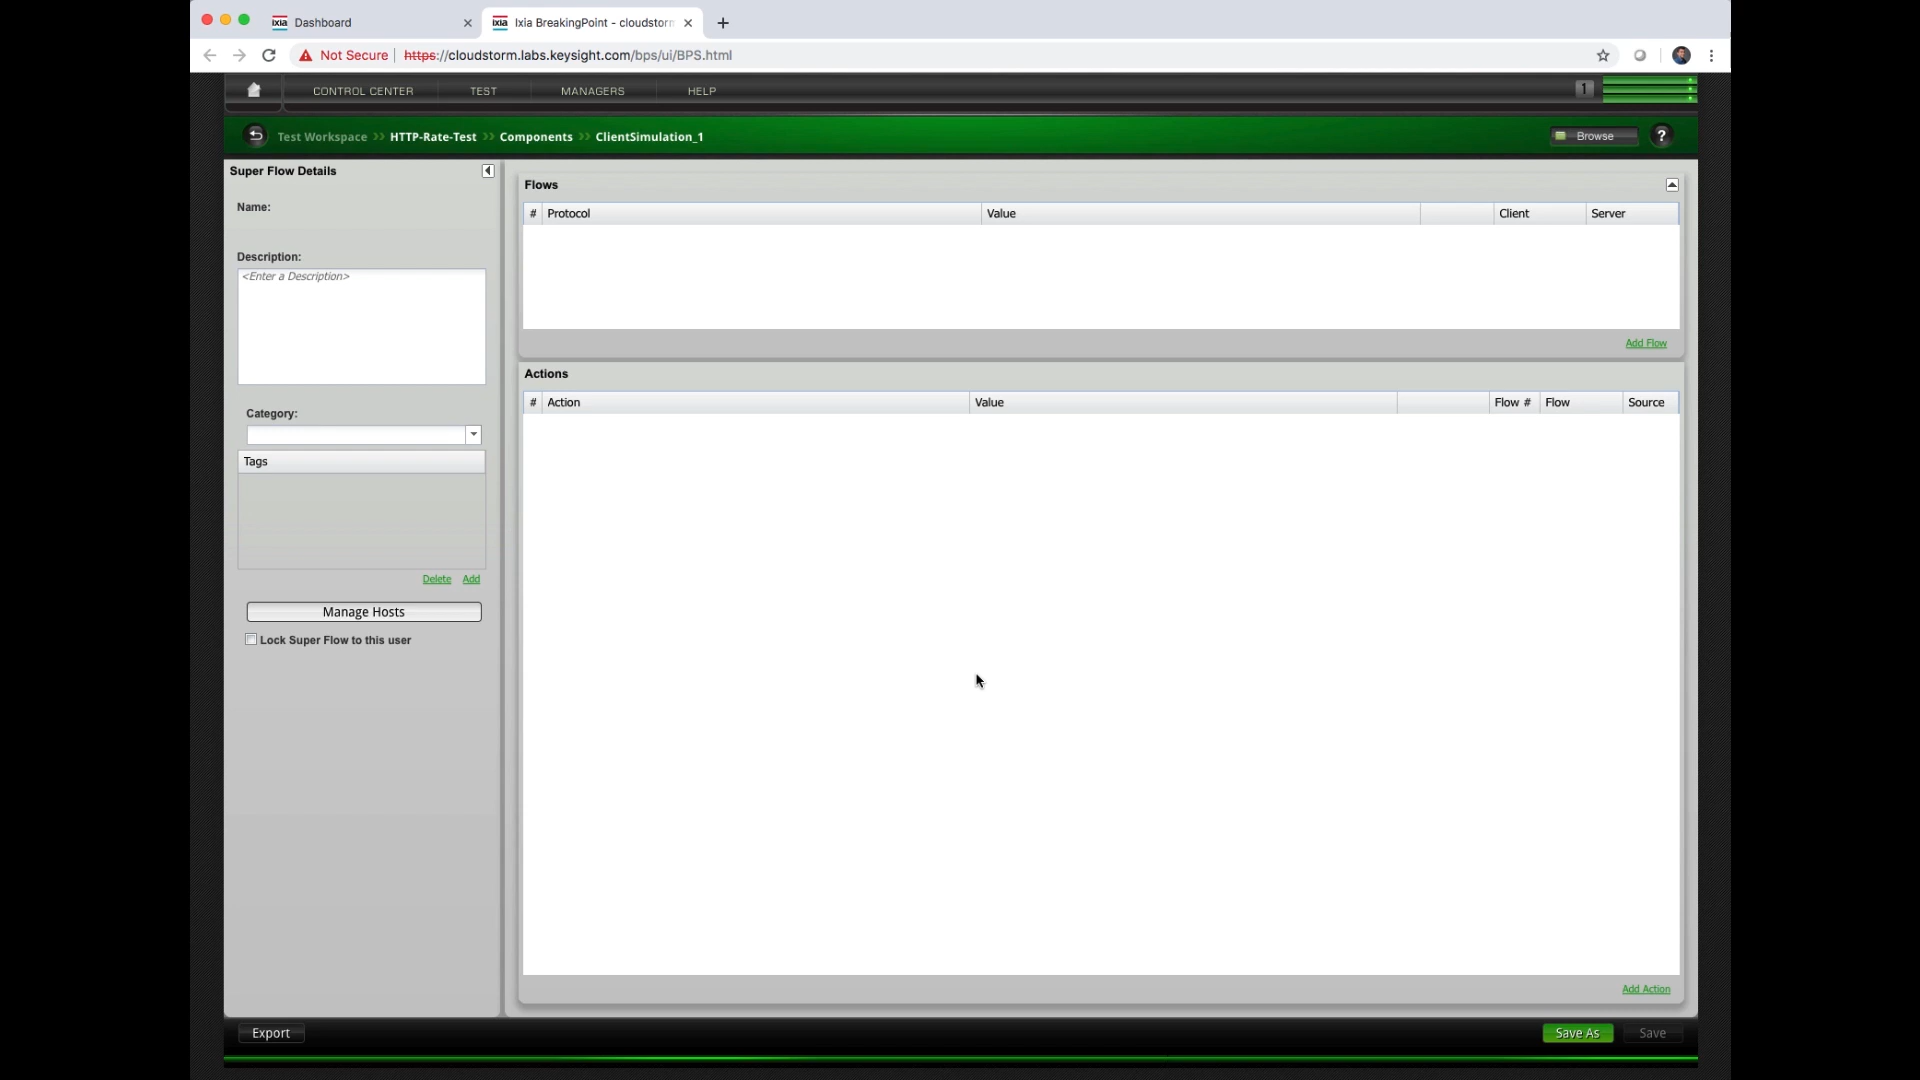 ixia Dashboard
ixia Ixia BreakingPoint - cloudstorm
Not Secure https://cloudstorm.labs.keysight.com/bps/ui/BPS.html
CONTROL CENTER TEST MANAGERS HELP 1
Test Workspace >> HTTP-Rate-Test >> Components >> ClientSimulation_1 Browse ?
Super Flow Details
Name:
Description:
<Enter a Description>
Category:
Tags
Delete Add
Manage Hosts
Lock Super Flow to this user
Flows
# Protocol Value Client Server
Add Flow
Actions
# Action Value Flow # Flow Source
Add Action
Export Save As Save